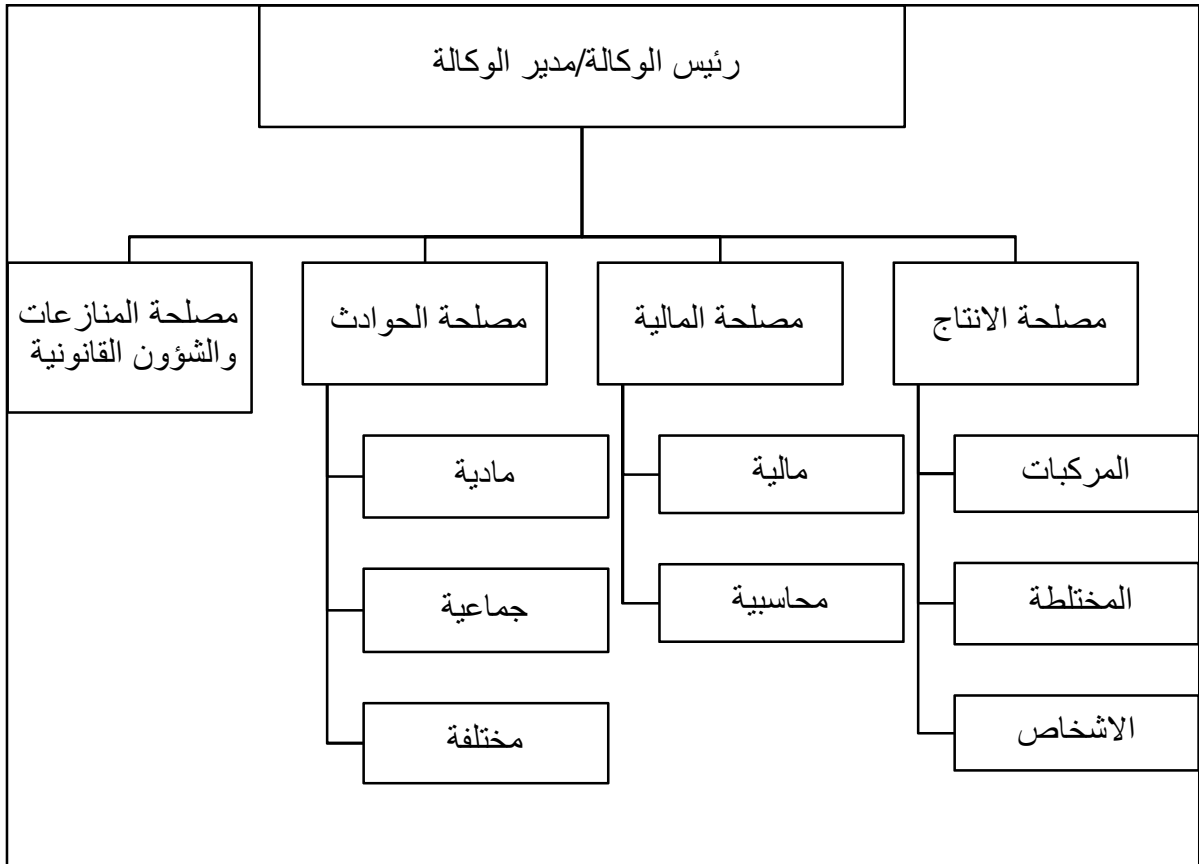 رئيس الوكالة/مدير الوكالة
مصلحة الانتاج
مصلحة المالية
مصلحة الحوادث
مصلحة المنازعات
والشؤون القانونية
المركبات
مالية
مادية
المختلطة
محاسبية
جماعية
الاشخاص
مختلفة